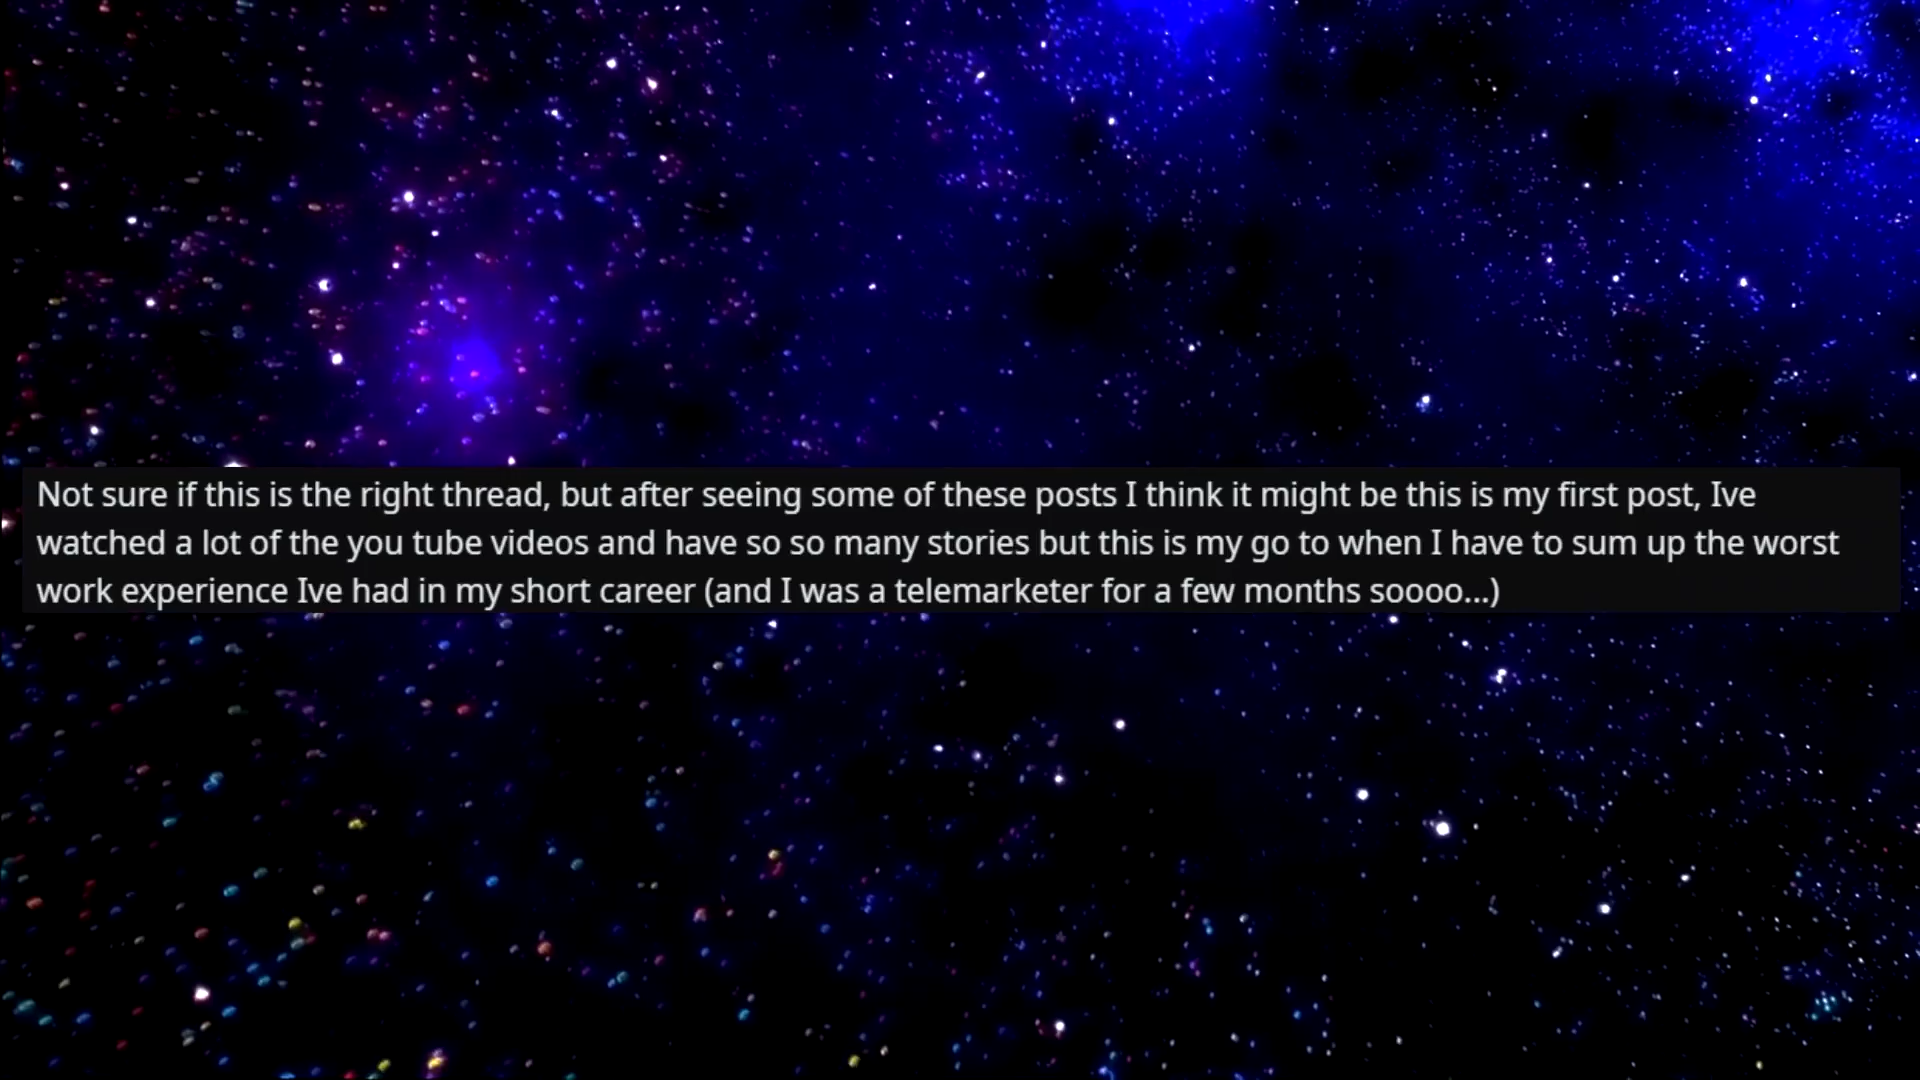 Not sure if this is the right thread, but after seeing some of these posts I think it might be this is my first post, Ive
watched a lot of the you tube videos and have so so many stories but this is my go to when I have to sum up the worst
work experience Ive had in my short career (and I was a telemarketer for a few months soooo...)